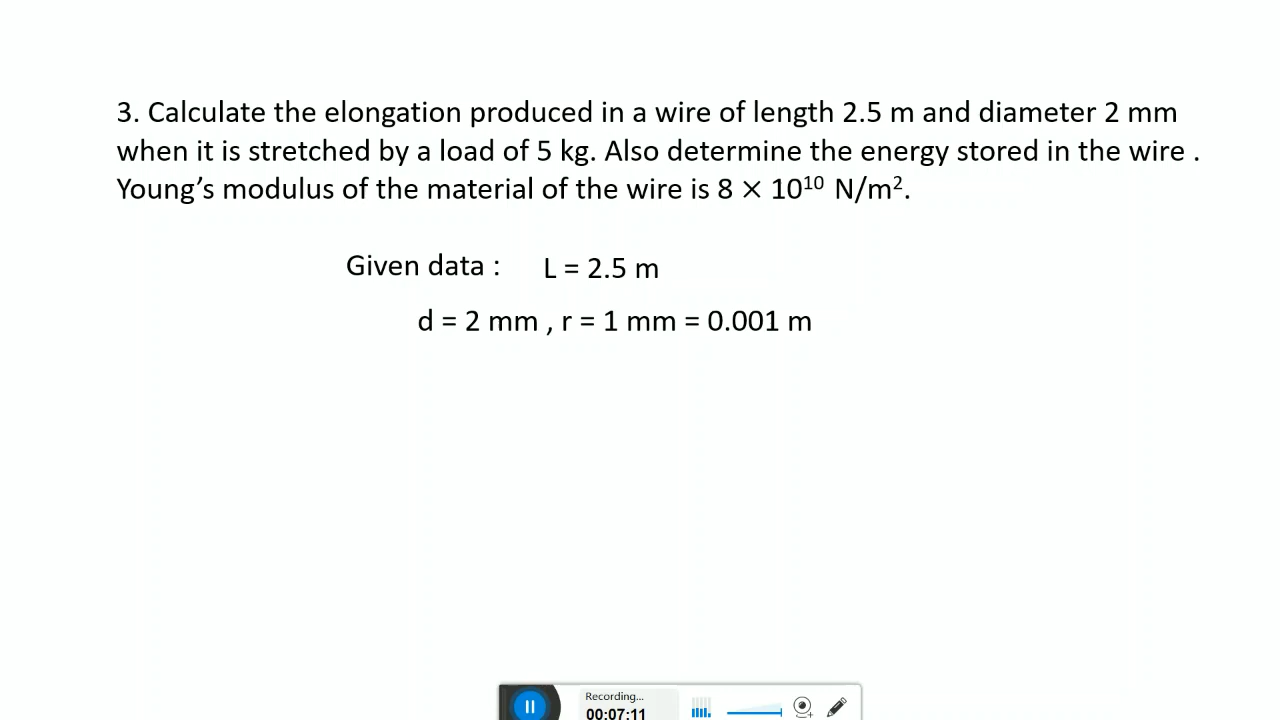 3. Calculate the elongation produced in a wire of length 2.5 m and diameter 2 mm
when it is stretched by a load of 5 kg. Also determine the energy stored in the wire .
Young’s modulus of the material of the wire is 8 × 10¹⁰ N/m².
Given data : L = 2.5 m
d = 2 mm , r = 1 mm = 0.001 m
Recording...
00:07:11